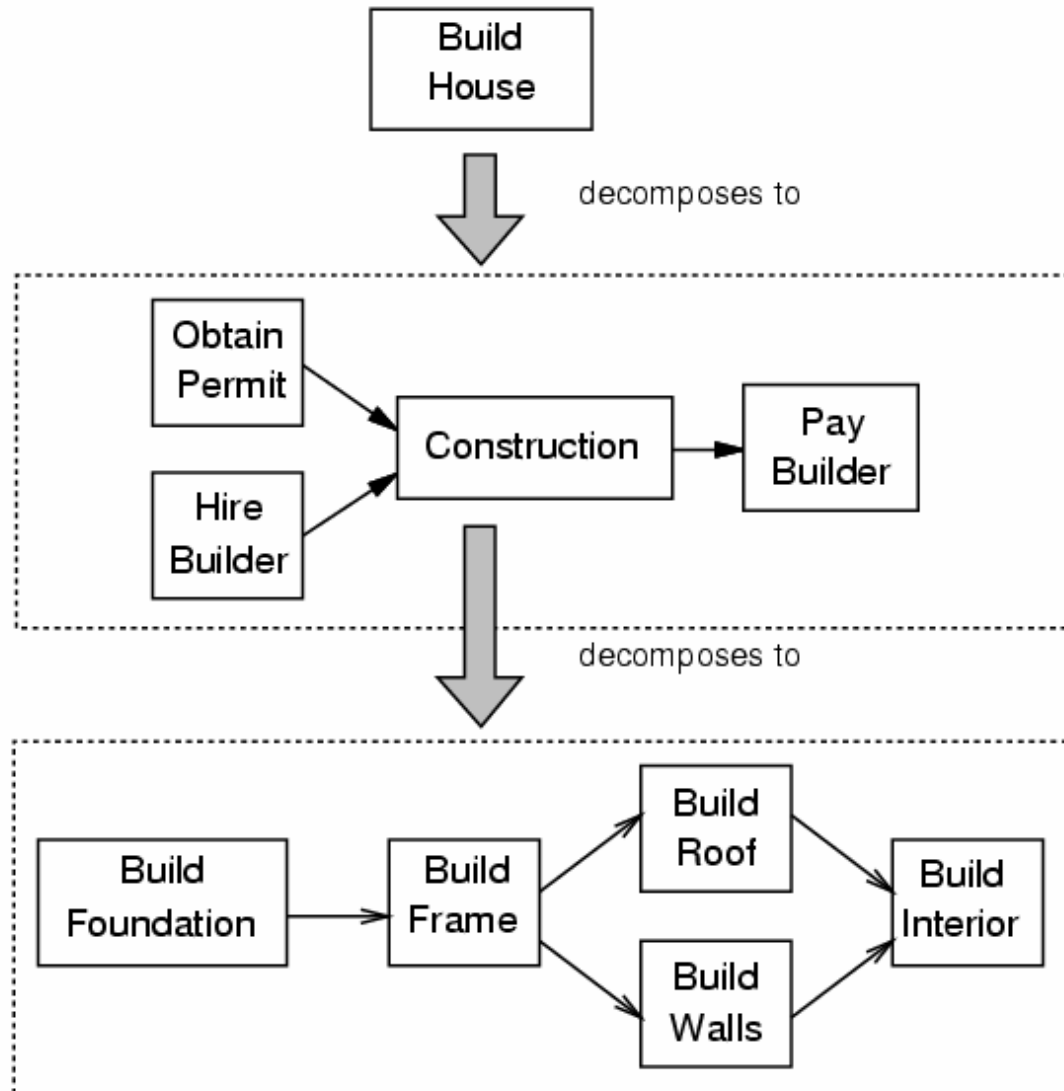 Build
House
decomposes to
Obtain
Permit
Construction
Pay
Builder
Hire
Builder
decomposes to
Build
Foundation
Build
Frame
Build
Roof
Build
Walls
Build
Interior